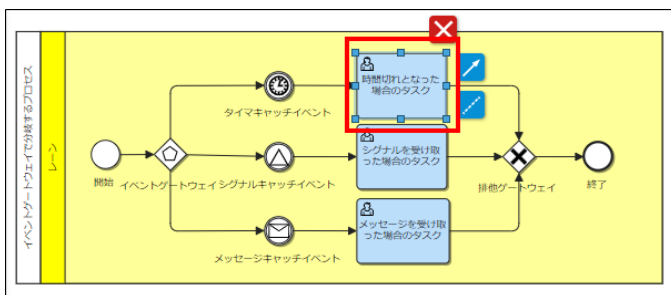 イベントゲートウェイで分岐するプロセス
レーン
時間切れとなった
場合のタスク
タイマキャッチイベント
シグナルを受け取
った場合のタスク
開始
イベントゲートウェイ
シグナルキャッチイベント
排他ゲートウェイ
終了
メッセージを受け取
った場合のタスク
メッセージキャッチイベント